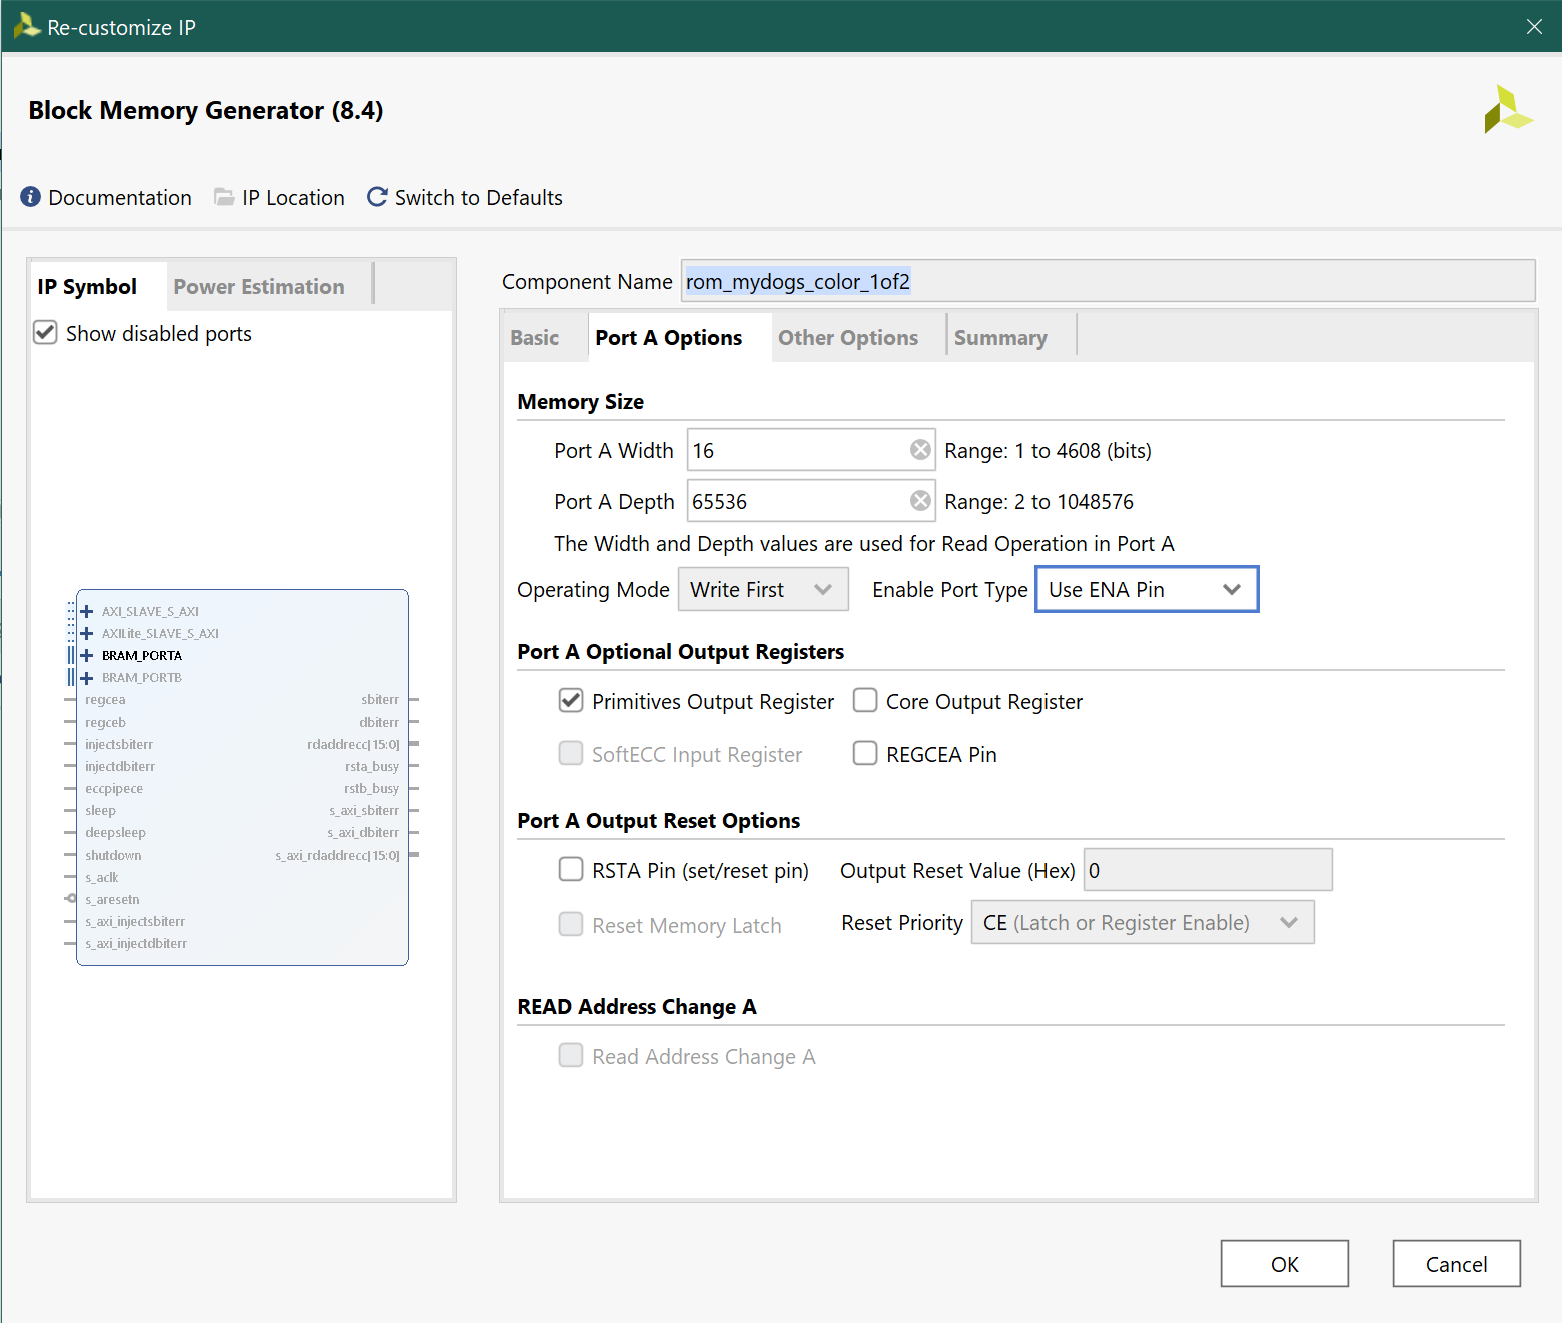 Re-customize IP
Block Memory Generator (8.4)
Documentation IP Location Switch to Defaults
IP Symbol Power Estimation
Show disabled ports
AXI_SLAVE_S_AXI
AXILite_SLAVE_S_AXI
BRAM_PORTA
BRAM_PORTB
regcea sbiterr
regceb dbiterr
injectsbiterr rdaddrecc[15:0]
injectdbiterr rsta_busy
eccpipece rstb_busy
sleep s_axi_sbiterr
deepsleep s_axi_dbiterr
shutdown s_axi_rdaddrecc[15:0]
s_aclk
s_aresetn
s_axi_injectsbiterr
s_axi_injectdbiterr
Component Name rom_mydogs_color_1of2
Basic Port A Options Other Options Summary
Memory Size
Port A Width 16 Range: 1 to 4608 (bits)
Port A Depth 65536 Range: 2 to 1048576
The Width and Depth values are used for Read Operation in Port A
Operating Mode Write First Enable Port Type Use ENA Pin
Port A Optional Output Registers
Primitives Output Register Core Output Register
SoftECC Input Register REGCEA Pin
Port A Output Reset Options
RSTA Pin (set/reset pin) Output Reset Value (Hex) 0
Reset Memory Latch Reset Priority CE (Latch or Register Enable)
READ Address Change A
Read Address Change A
OK Cancel